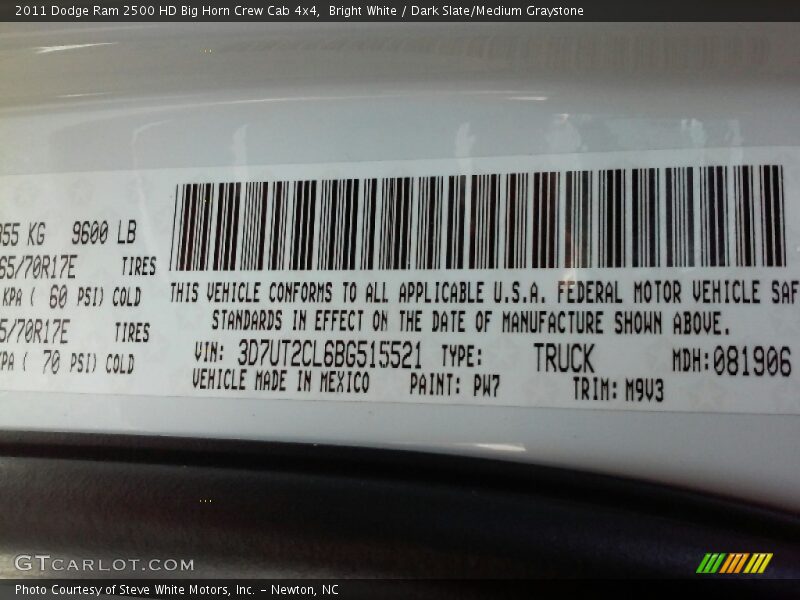 2011 Dodge Ram 2500 HD Big Horn Crew Cab 4x4, Bright White / Dark Slate/Medium Graystone
855 KG 9600 LB
65/70R17E TIRES
KPA ( 60 PSI) COLD
5/70R17E TIRES
KPA ( 70 PSI) COLD
THIS VEHICLE CONFORMS TO ALL APPLICABLE U.S.A. FEDERAL MOTOR VEHICLE SAF
STANDARDS IN EFFECT ON THE DATE OF MANUFACTURE SHOWN ABOVE.
VIN: 3D7UT2CL6BG515521 TYPE: TRUCK MDH:081906
VEHICLE MADE IN MEXICO PAINT: PW7 TRIM: M9V3
GTCARLOT.COM
Photo Courtesy of Steve White Motors, Inc. – Newton, NC